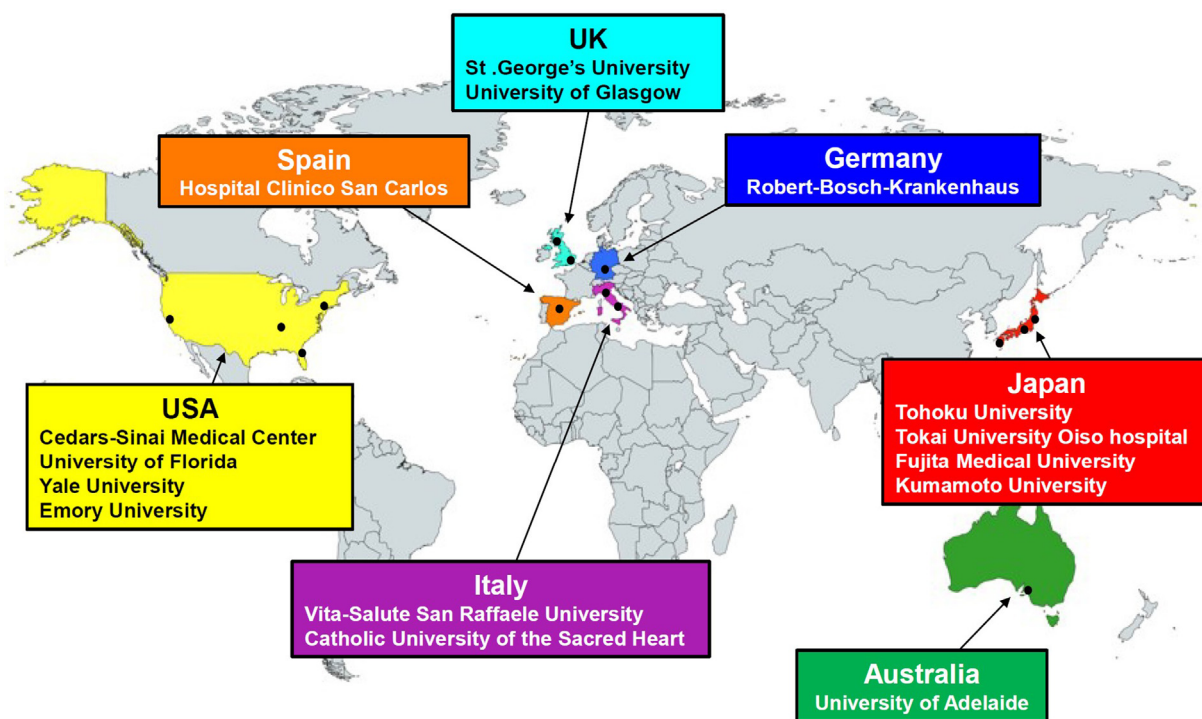 UK
St .George's University
University of Glasgow
Spain
Hospital Clinico San Carlos
Germany
Robert-Bosch-Krankenhaus
USA
Cedars-Sinai Medical Center
University of Florida
Yale University
Emory University
Japan
Tohoku University
Tokai University Oiso hospital
Fujita Medical University
Kumamoto University
Italy
Vita-Salute San Raffaele University
Catholic University of the Sacred Heart
Australia
University of Adelaide